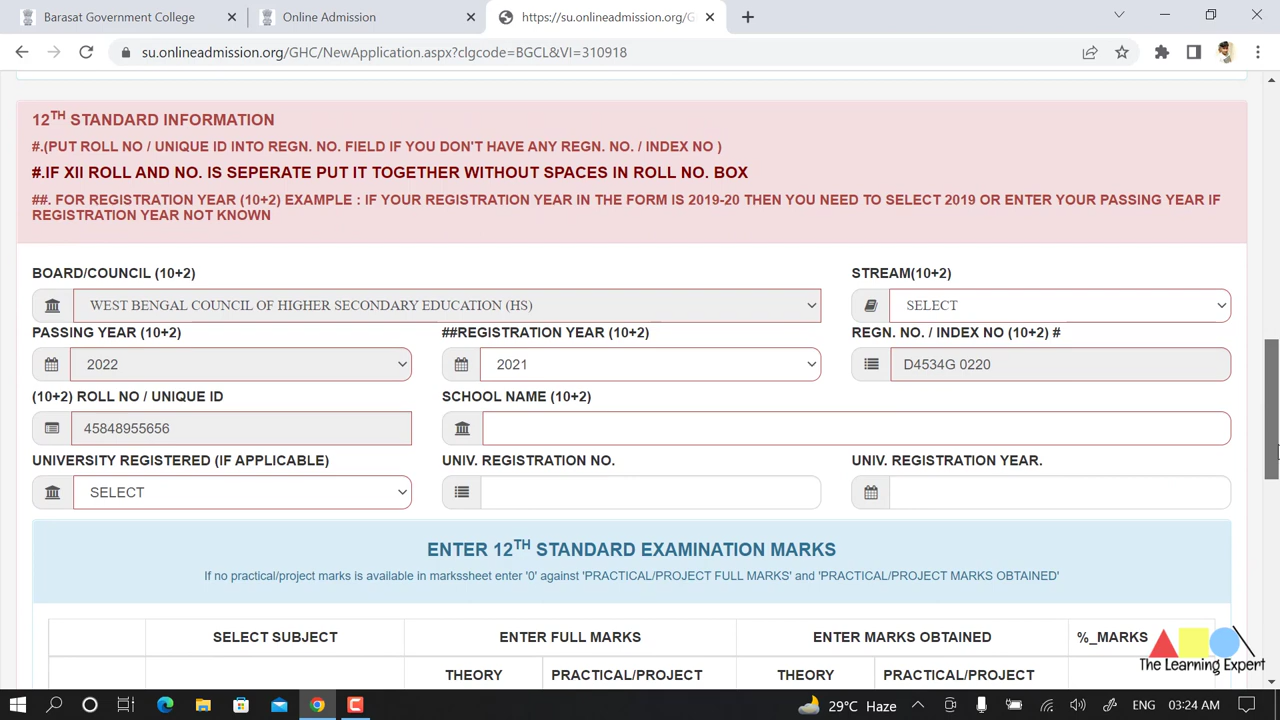 Barasat Government College
Online Admission
https://su.onlineadmission.org/G
su.onlineadmission.org/GHC/NewApplication.aspx?clgcode=BGCL&VI=310918
12TH STANDARD INFORMATION
#.(PUT ROLL NO / UNIQUE ID INTO REGN. NO. FIELD IF YOU DON'T HAVE ANY REGN. NO. / INDEX NO )
#.IF XII ROLL AND NO. IS SEPERATE PUT IT TOGETHER WITHOUT SPACES IN ROLL NO. BOX
##. FOR REGISTRATION YEAR (10+2) EXAMPLE : IF YOUR REGISTRATION YEAR IN THE FORM IS 2019-20 THEN YOU NEED TO SELECT 2019 OR ENTER YOUR PASSING YEAR IF
REGISTRATION YEAR NOT KNOWN
BOARD/COUNCIL (10+2) STREAM(10+2)
WEST BENGAL COUNCIL OF HIGHER SECONDARY EDUCATION (HS) SELECT
PASSING YEAR (10+2) ##REGISTRATION YEAR (10+2) REGN. NO. / INDEX NO (10+2) #
2022 2021 D4534G 0220
(10+2) ROLL NO / UNIQUE ID SCHOOL NAME (10+2)
45848955656
UNIVERSITY REGISTERED (IF APPLICABLE) UNIV. REGISTRATION NO. UNIV. REGISTRATION YEAR.
SELECT
ENTER 12TH STANDARD EXAMINATION MARKS
If no practical/project marks is available in markssheet enter '0' against 'PRACTICAL/PROJECT FULL MARKS' and 'PRACTICAL/PROJECT MARKS OBTAINED'
SELECT SUBJECT ENTER FULL MARKS ENTER MARKS OBTAINED %_MARKS
THEORY PRACTICAL/PROJECT THEORY PRACTICAL/PROJECT
The Learning Expert
29°C Haze ENG 03:24 AM